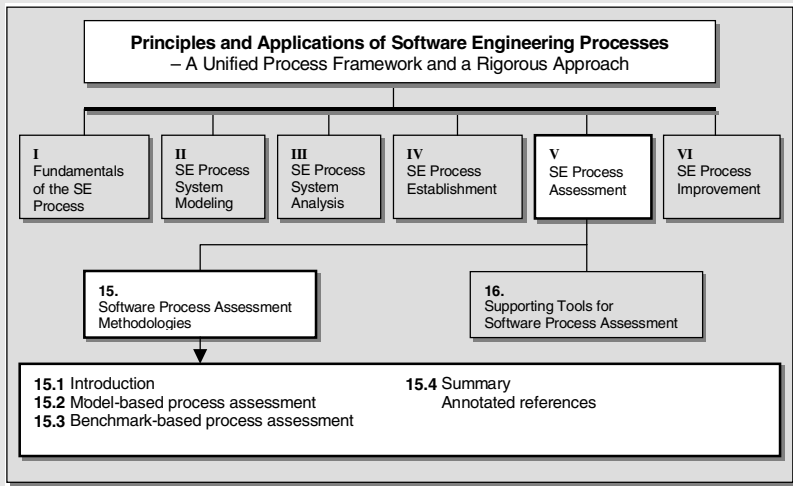 Principles and Applications of Software Engineering Processes
– A Unified Process Framework and a Rigorous Approach
I
Fundamentals
of the SE
Process
II
SE Process
System
Modeling
III
SE Process
System
Analysis
IV
SE Process
Establishment
V
SE Process
Assessment
VI
SE Process
Improvement
15.
Software Process Assessment
Methodologies
16.
Supporting Tools for
Software Process Assessment
15.1 Introduction
15.2 Model-based process assessment
15.3 Benchmark-based process assessment
15.4 Summary
Annotated references